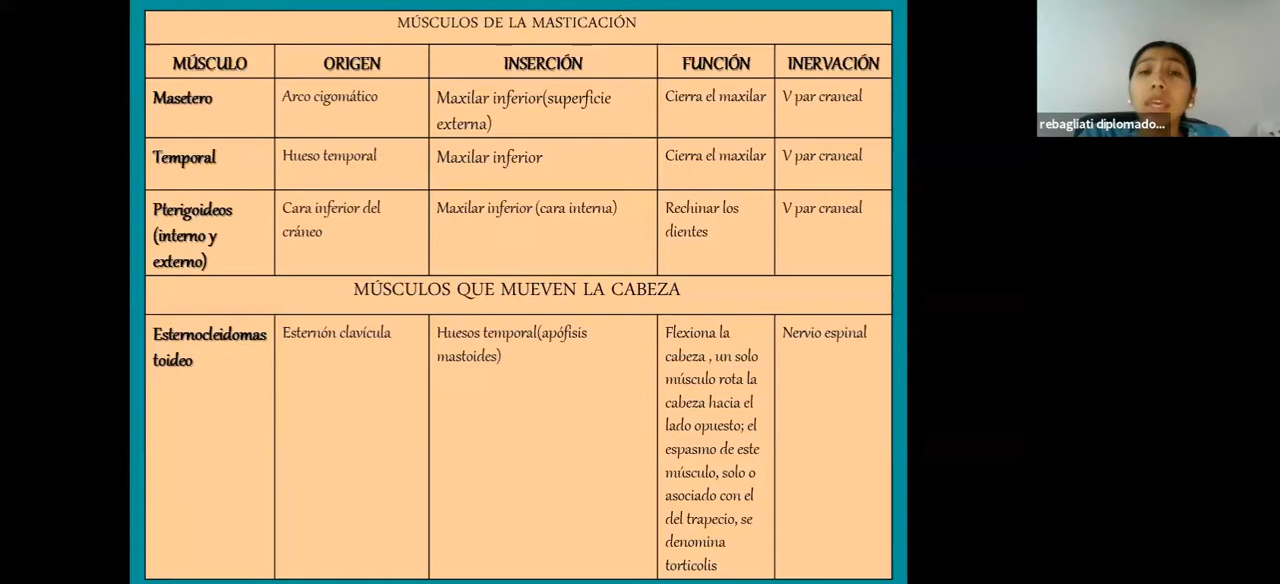 MÚSCULOS DE LA MASTICACIÓN
MÚSCULO
ORIGEN
INSERCIÓN
FUNCIÓN
INERVACIÓN
Masetero
Arco cigomático
Maxilar inferior(superficie
externa)
Cierra el maxilar
V par craneal
Temporal
Hueso temporal
Maxilar inferior
Cierra el maxilar
V par craneal
Pterigoideos
(interno y
externo)
Cara inferior del
cráneo
Maxilar inferior (cara interna)
Rechinar los
dientes
V par craneal
MÚSCULOS QUE MUEVEN LA CABEZA
Esternocleidomas
toideo
Esternón clavícula
Huesos temporal(apófisis
mastoides)
Flexiona la
cabeza , un solo
músculo rota la
cabeza hacia el
lado opuesto; el
espasmo de este
músculo, solo o
asociado con el
del trapecio, se
denomina
torticolis
Nervio espinal
rebagliati diplomado...